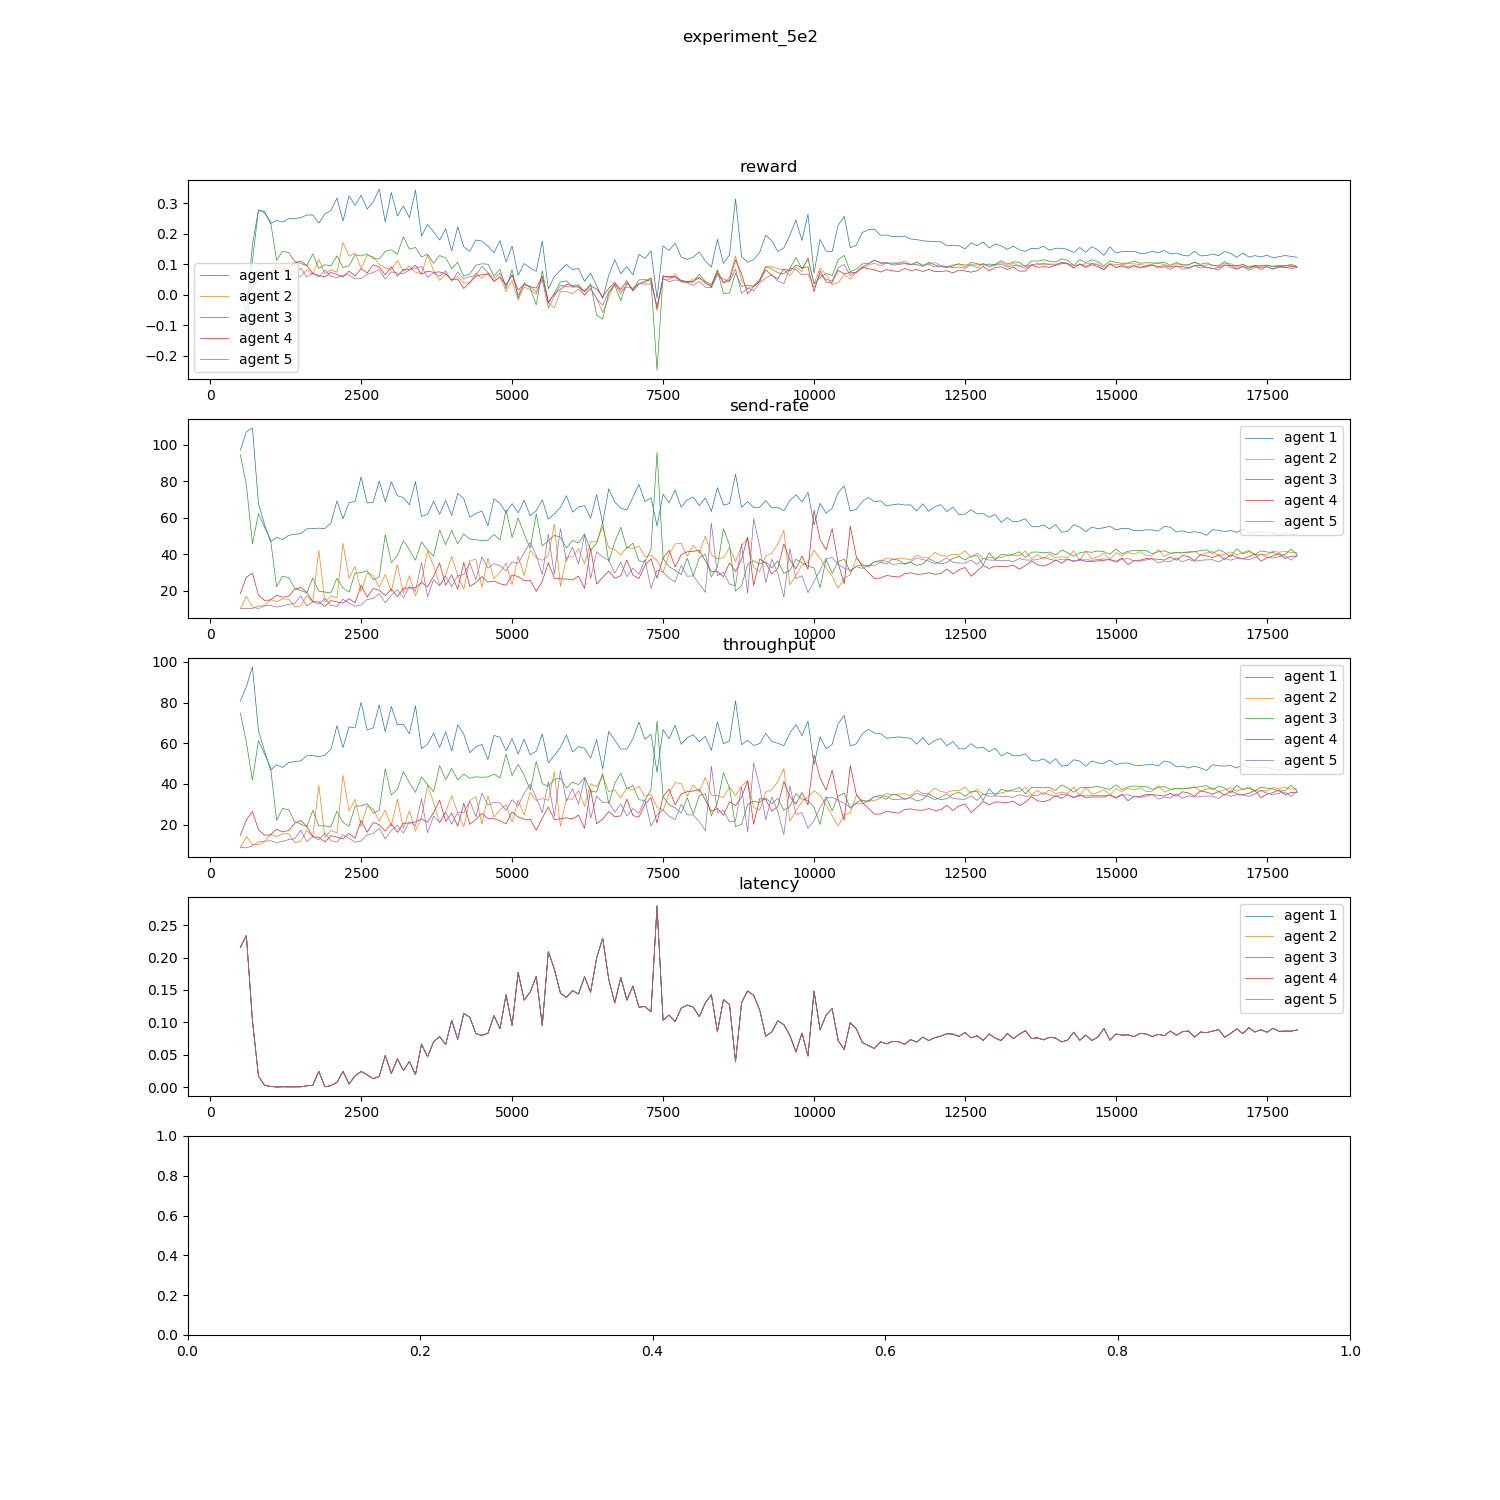 experiment_5e2
reward
0.3
0.2
0.1
0.0
−0.1
−0.2
agent 1
agent 2
agent 3
agent 4
agent 5
0 2500 5000 7500 10000 12500 15000 17500
send-rate
100
80
60
40
20
agent 1
agent 2
agent 3
agent 4
agent 5
0 2500 5000 7500 10000 12500 15000 17500
throughput
100
80
60
40
20
agent 1
agent 2
agent 3
agent 4
agent 5
0 2500 5000 7500 10000 12500 15000 17500
latency
0.25
0.20
0.15
0.10
0.05
0.00
agent 1
agent 2
agent 3
agent 4
agent 5
0 2500 5000 7500 10000 12500 15000 17500
1.0
0.8
0.6
0.4
0.2
0.0
0.0 0.2 0.4 0.6 0.8 1.0